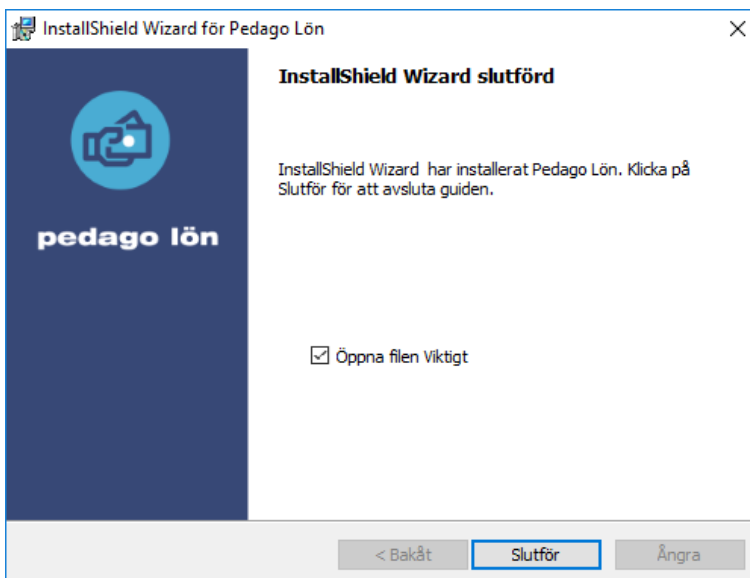 InstallShield Wizard för Pedago Lön
InstallShield Wizard slutförd
InstallShield Wizard har installerat Pedago Lön. Klicka på
Slutför för att avsluta guiden.
pedago lön
Öppna filen Viktigt
< Bakåt
Slutför
Ångra